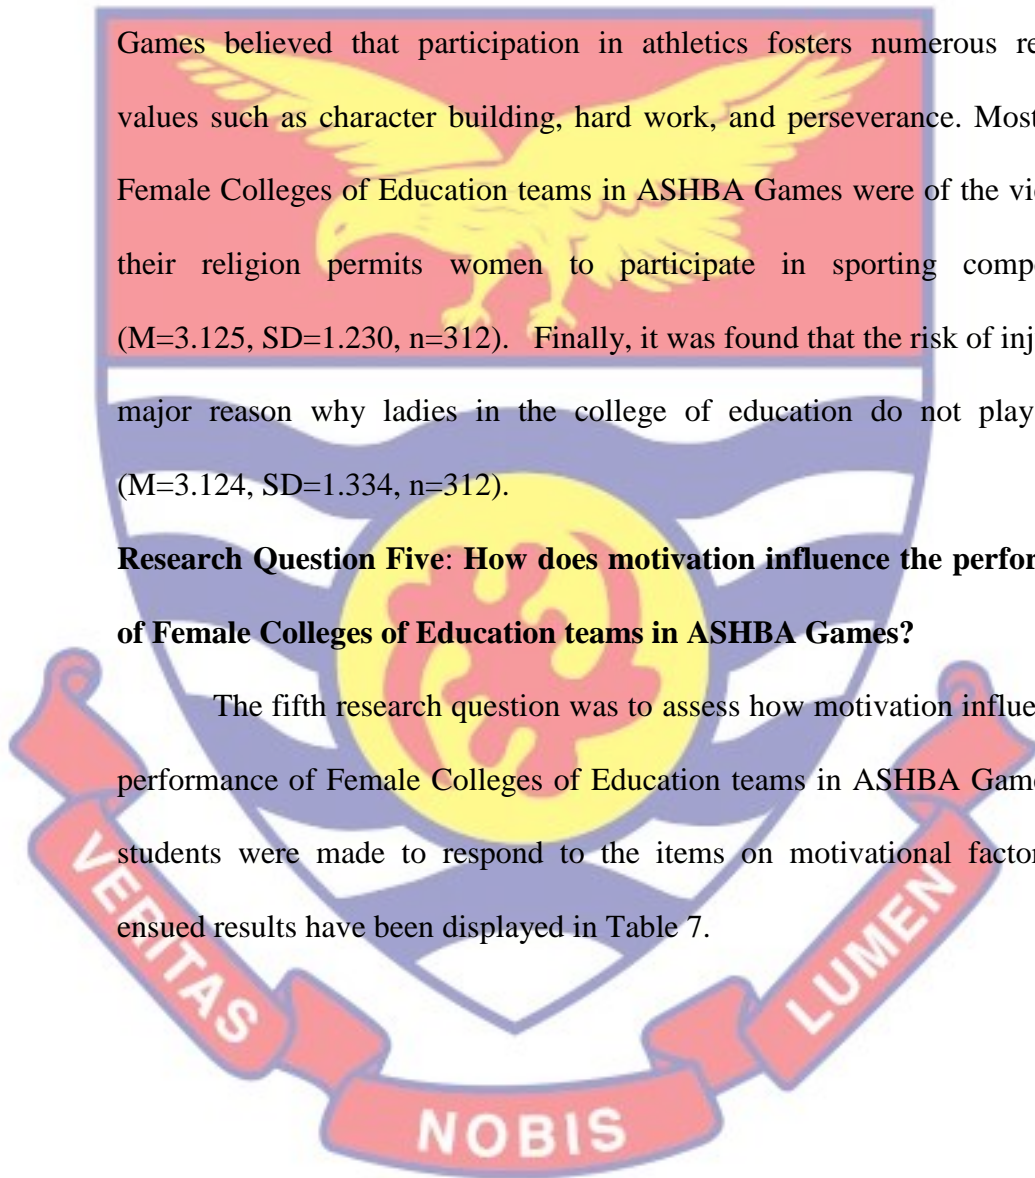 Games believed that participation in athletics fosters numerous re
values such as character building, hard work, and perseverance. Most
Female Colleges of Education teams in ASHBA Games were of the vi
their religion permits women to participate in sporting comp
(M=3.125, SD=1.230, n=312). Finally, it was found that the risk of inj
major reason why ladies in the college of education do not play
(M=3.124, SD=1.334, n=312).
Research Question Five: How does motivation influence the perfor
of Female Colleges of Education teams in ASHBA Games?
The fifth research question was to assess how motivation influe
performance of Female Colleges of Education teams in ASHBA Game
students were made to respond to the items on motivational factor
ensued results have been displayed in Table 7.
VERITAS
NOBIS
LUMEN